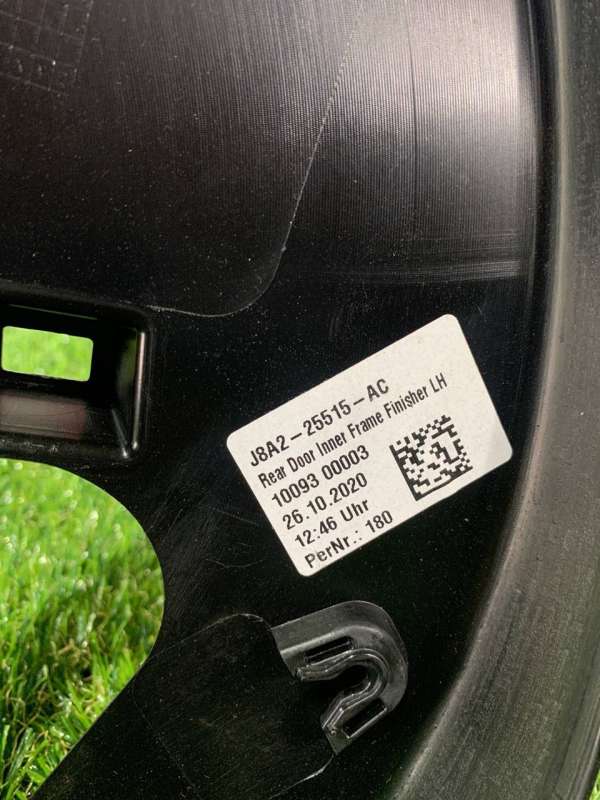 J8A2-25515-AC
Rear Door Inner Frame Finisher LH
10093 00003
26.10.2020
12:46 Uhr
PerNr.: 180